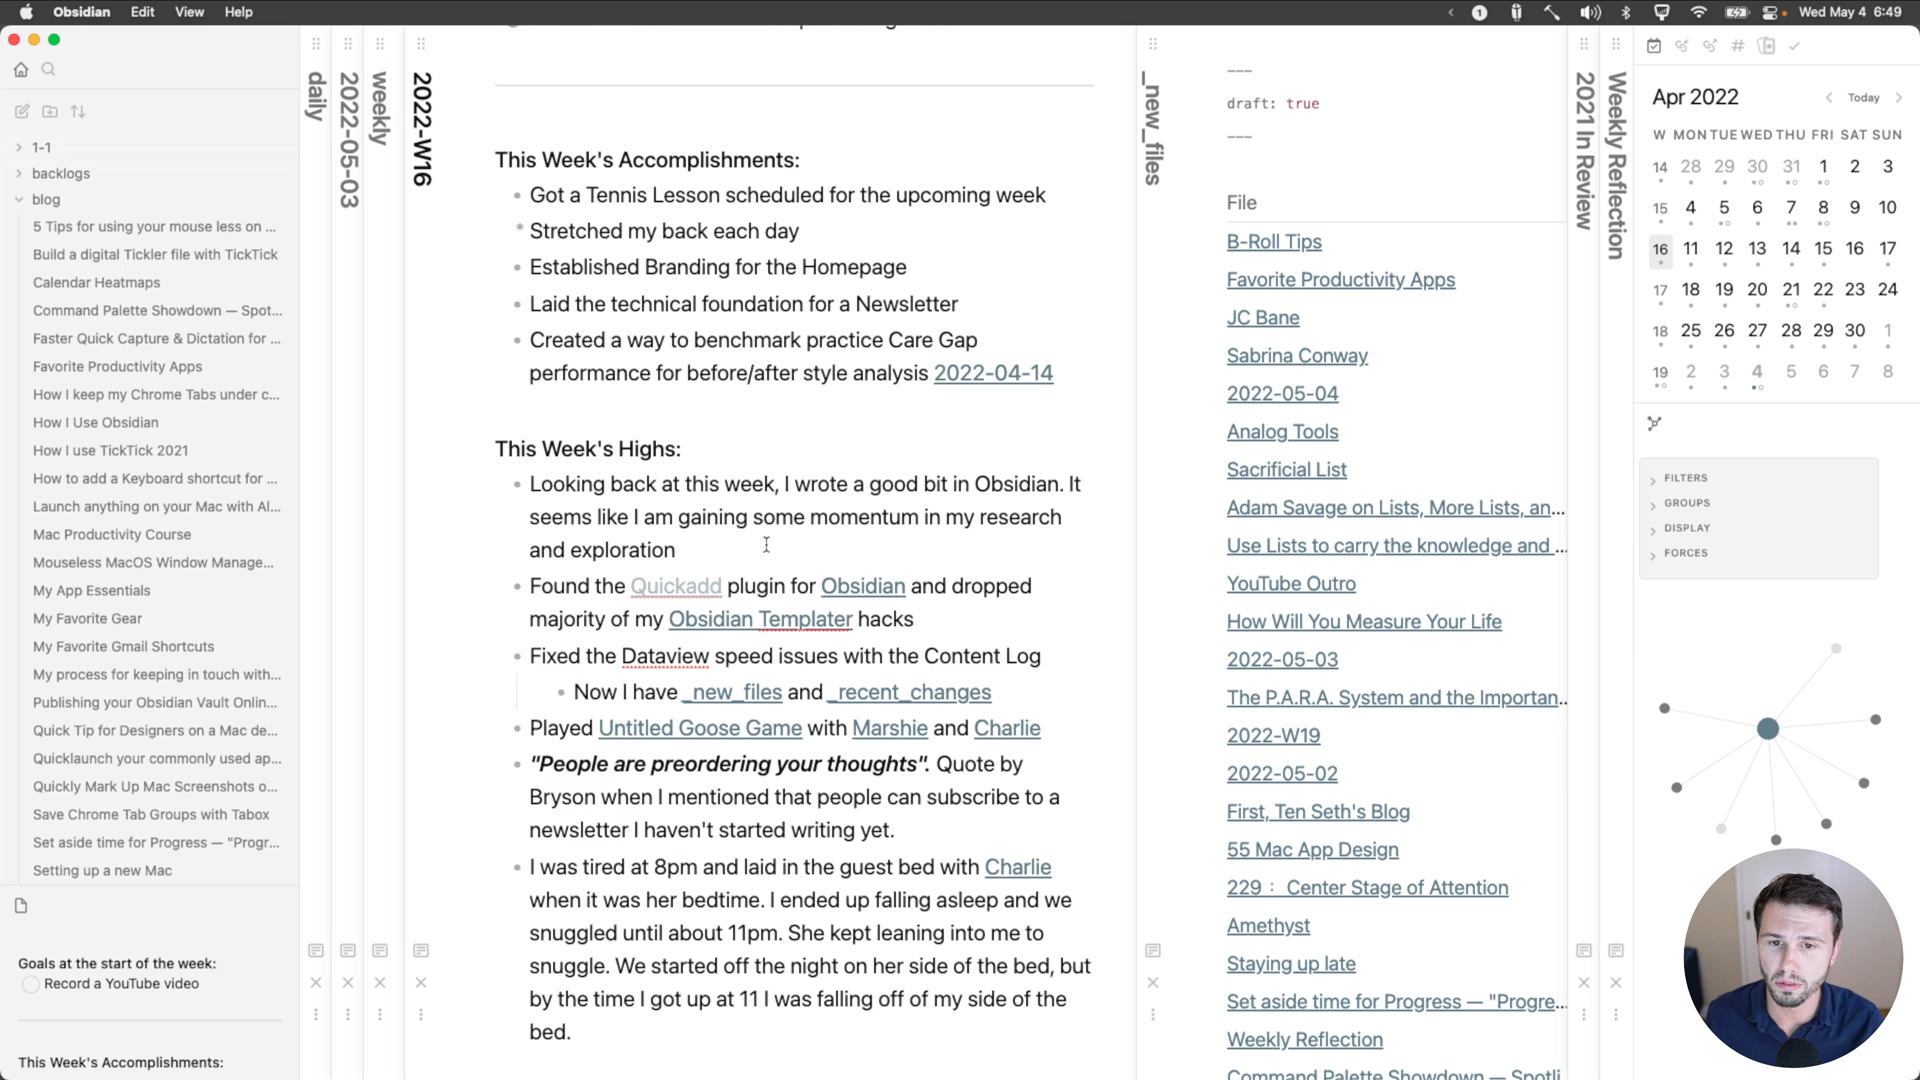 Obsidian Edit View Help
1 Wed May 4 6:49
1-1
backlogs
blog
5 Tips for using your mouse less on ...
Build a digital Tickler file with TickTick
Calendar Heatmaps
Command Palette Showdown — Spot...
Faster Quick Capture & Dictation for ...
Favorite Productivity Apps
How I keep my Chrome Tabs under c...
How I Use Obsidian
How I use TickTick 2021
How to add a Keyboard shortcut for ...
Launch anything on your Mac with Al...
Mac Productivity Course
Mouseless MacOS Window Manage...
My App Essentials
My Favorite Gear
My Favorite Gmail Shortcuts
My process for keeping in touch with...
Publishing your Obsidian Vault Onlin...
Quick Tip for Designers on a Mac de...
Quicklaunch your commonly used ap...
Quickly Mark Up Mac Screenshots o...
Save Chrome Tab Groups with Tabox
Set aside time for Progress — "Progr...
Setting up a new Mac
Goals at the start of the week:
Record a YouTube video
This Week's Accomplishments:
daily
2022-05-03
weekly
2022-W16
This Week's Accomplishments:
Got a Tennis Lesson scheduled for the upcoming week
* Stretched my back each day
Established Branding for the Homepage
Laid the technical foundation for a Newsletter
Created a way to benchmark practice Care Gap
performance for before/after style analysis 2022-04-14
This Week's Highs:
Looking back at this week, I wrote a good bit in Obsidian. It
seems like I am gaining some momentum in my research
and exploration
Found the Quickadd plugin for Obsidian and dropped
majority of my Obsidian Templater hacks
Fixed the Dataview speed issues with the Content Log
Now I have _new_files and _recent_changes
Played Untitled Goose Game with Marshie and Charlie
"People are preordering your thoughts". Quote by
Bryson when I mentioned that people can subscribe to a
newsletter I haven't started writing yet.
I was tired at 8pm and laid in the guest bed with Charlie
when it was her bedtime. I ended up falling asleep and we
snuggled until about 11pm. She kept leaning into me to
snuggle. We started off the night on her side of the bed, but
by the time I got up at 11 I was falling off of my side of the
bed.
_new_files
---
draft: true
---
File
B-Roll Tips
Favorite Productivity Apps
JC Bane
Sabrina Conway
2022-05-04
Analog Tools
Sacrificial List
Adam Savage on Lists, More Lists, an...
Use Lists to carry the knowledge and ...
YouTube Outro
How Will You Measure Your Life
2022-05-03
The P.A.R.A. System and the Importan...
2022-W19
2022-05-02
First, Ten Seth's Blog
55 Mac App Design
229 : Center Stage of Attention
Amethyst
Staying up late
Set aside time for Progress — "Progre...
Weekly Reflection
Command Palette Showdown — Spotli
2021 In Review
Weekly Reflection
Apr 2022 Today
W MON TUE WED THU FRI SAT SUN
14 28 29 30 31 1 2 3
15 4 5 6 7 8 9 10
16 11 12 13 14 15 16 17
17 18 19 20 21 22 23 24
18 25 26 27 28 29 30 1
19 2 3 4 5 6 7 8
FILTERS
GROUPS
DISPLAY
FORCES